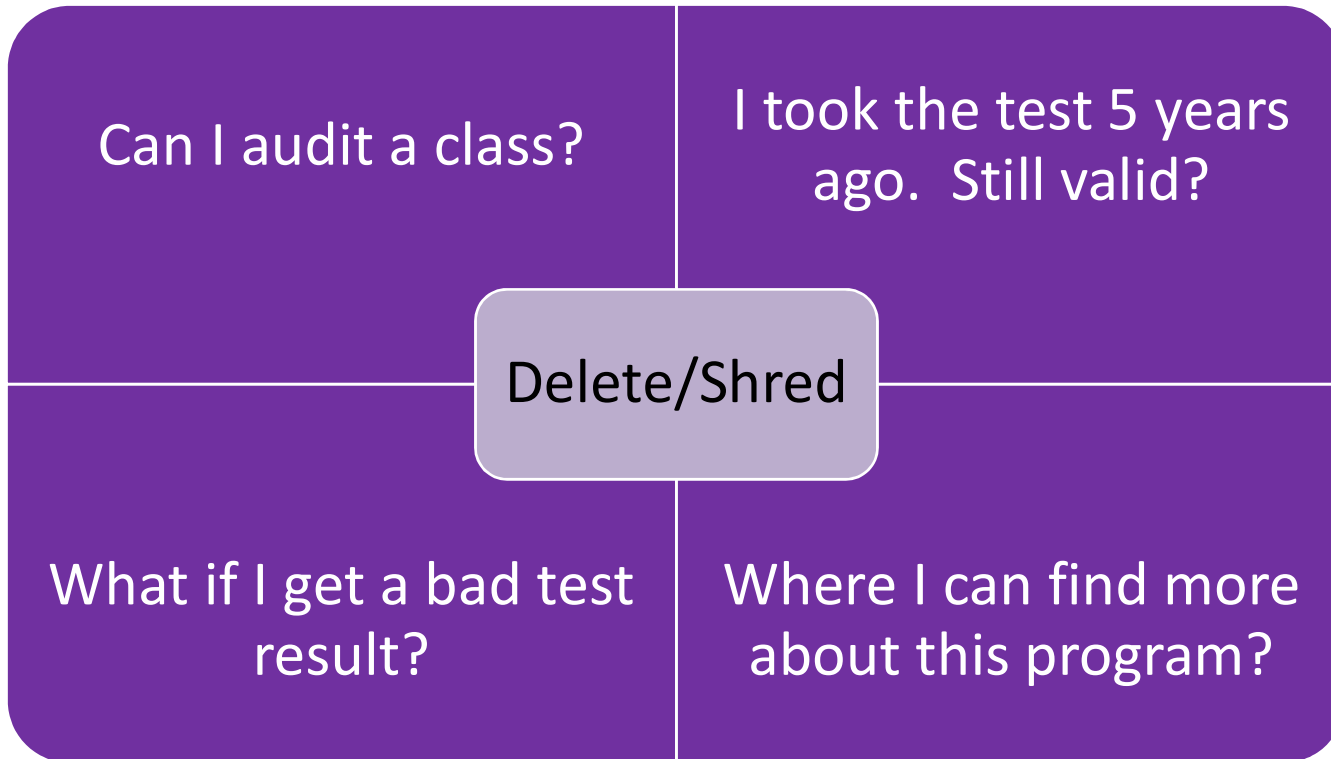 Can I audit a class?
I took the test 5 years
ago.  Still valid?
Delete/Shred
What if I get a bad test
result?
Where I can find more
about this program?